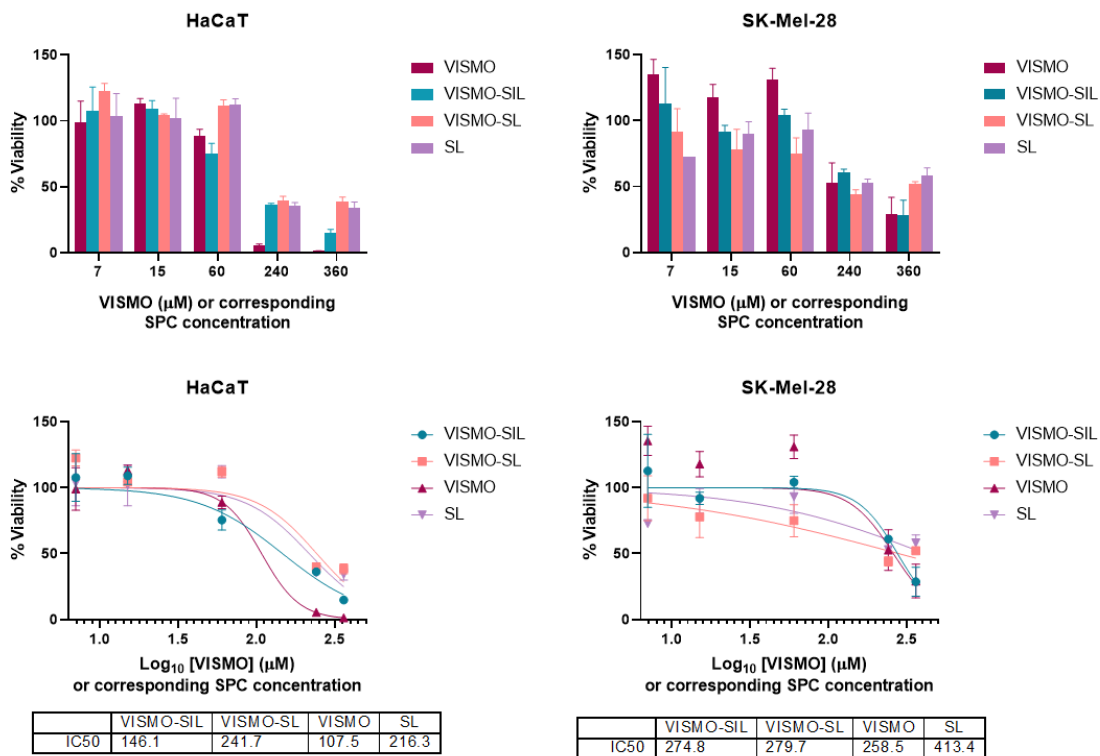 HaCaT
150
100
50
0
% Viability
7 15 60 240 360
VISMO (μM) or corresponding
SPC concentration
VISMO
VISMO-SIL
VISMO-SL
SL
SK-Mel-28
150
100
50
0
% Viability
7 15 60 240 360
VISMO (μM) or corresponding
SPC concentration
VISMO
VISMO-SIL
VISMO-SL
SL
HaCaT
150
100
50
0
% Viability
1.0 1.5 2.0 2.5
Log₁₀ [VISMO] (μM)
or corresponding SPC concentration
VISMO-SIL
VISMO-SL
VISMO
SL
VISMO-SIL VISMO-SL VISMO SL
IC50 146.1 241.7 107.5 216.3
SK-Mel-28
150
100
50
0
% Viability
1.0 1.5 2.0 2.5
Log₁₀ [VISMO] (μM)
or corresponding SPC concentration
VISMO-SIL
VISMO-SL
VISMO
SL
VISMO-SIL VISMO-SL VISMO SL
IC50 274.8 279.7 258.5 413.4